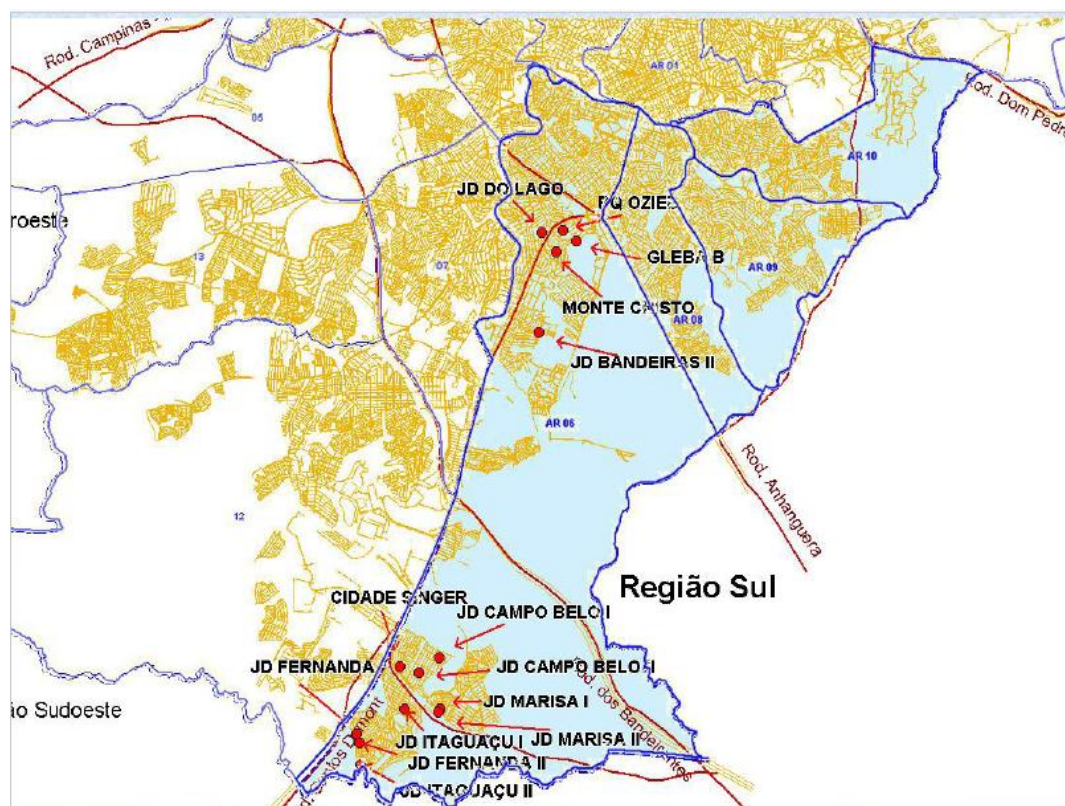 Rod. Campinas
AR 01
Rod. Dom Pedro
05
AR 10
JD DO LAGO
PQ OZIEL
roeste
13
07
GLEBA B
AR 09
MONTE CRISTO
AR 08
JD BANDEIRAS II
AR 06
Rod. Anhanguera
12
Região Sul
CIDADE SINGER
JD CAMPO BELO I
JD FERNANDA
JD CAMPO BELO II
Rod. dos Bandeirantes
JD MARISA I
ão Sudoeste
JD ITAGUAÇU I
JD MARISA II
JD FERNANDA II
JD ITAGUAÇU II